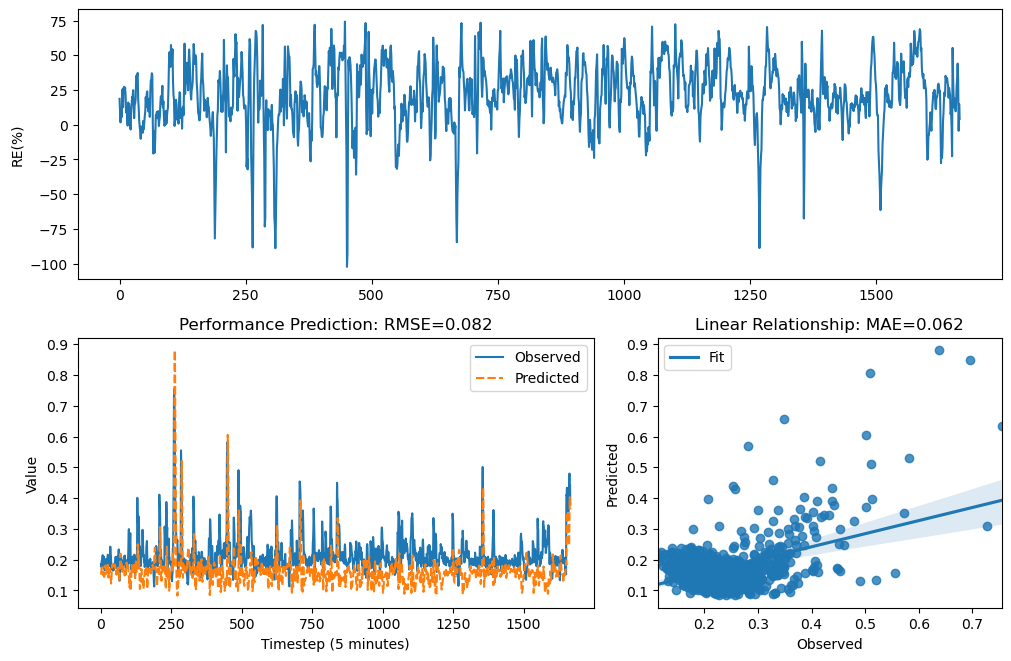 75
50
25
0
−25
−50
−75
−100
RE(%)
0 250 500 750 1000 1250 1500
Performance Prediction: RMSE=0.082
0.9
0.8
0.7
0.6
0.5
0.4
0.3
0.2
0.1
Value
Observed
Predicted
0 250 500 750 1000 1250 1500
Timestep (5 minutes)
Linear Relationship: MAE=0.062
0.9
0.8
0.7
0.6
0.5
0.4
0.3
0.2
0.1
Predicted
Fit
0.2 0.3 0.4 0.5 0.6 0.7
Observed